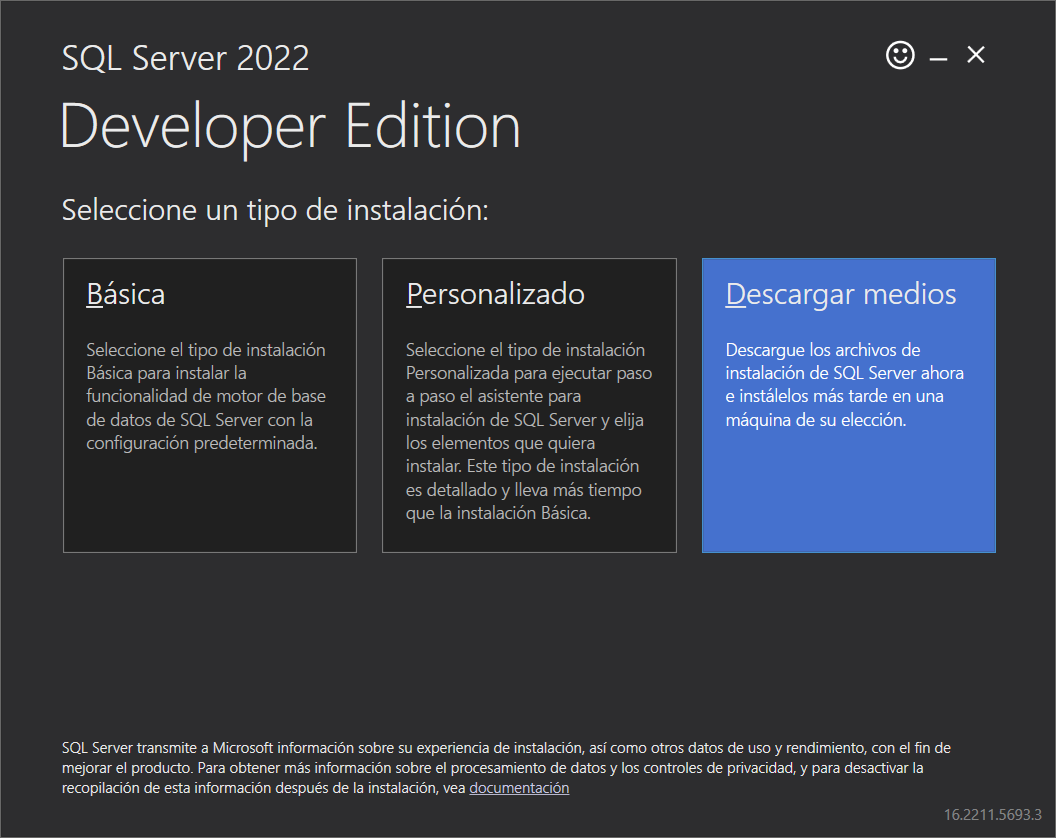 SQL Server 2022
Developer Edition
Seleccione un tipo de instalación:
Básica
Seleccione el tipo de instalación
Básica para instalar la
funcionalidad de motor de base
de datos de SQL Server con la
configuración predeterminada.
Personalizado
Seleccione el tipo de instalación
Personalizada para ejecutar paso
a paso el asistente para
instalación de SQL Server y elija
los elementos que quiera
instalar. Este tipo de instalación
es detallado y lleva más tiempo
que la instalación Básica.
Descargar medios
Descargue los archivos de
instalación de SQL Server ahora
e instálelos más tarde en una
máquina de su elección.
SQL Server transmite a Microsoft información sobre su experiencia de instalación, así como otros datos de uso y rendimiento, con el fin de
mejorar el producto. Para obtener más información sobre el procesamiento de datos y los controles de privacidad, y para desactivar la
recopilación de esta información después de la instalación, vea documentación
16.2211.5693.3